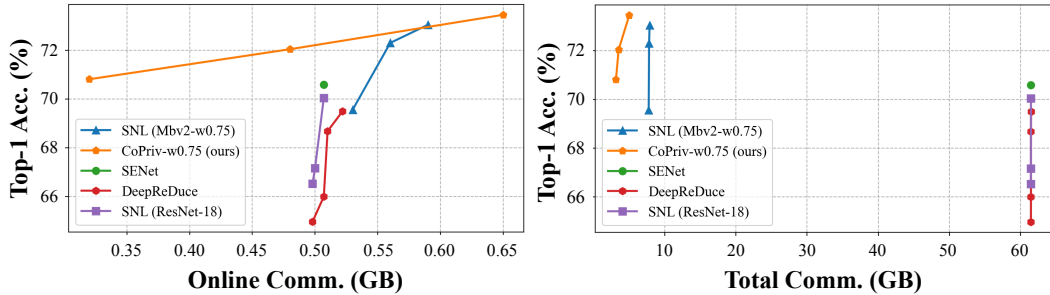 Top-1 Acc. (%)
72
70
68
66
SNL (Mbv2-w0.75)
CoPriv-w0.75 (ours)
SENet
DeepReDuce
SNL (ResNet-18)
0.35 0.40 0.45 0.50 0.55 0.60 0.65
Online Comm. (GB)
Top-1 Acc. (%)
72
70
68
66
SNL (Mbv2-w0.75)
CoPriv-w0.75 (ours)
SENet
DeepReDuce
SNL (ResNet-18)
10 20 30 40 50 60
Total Comm. (GB)